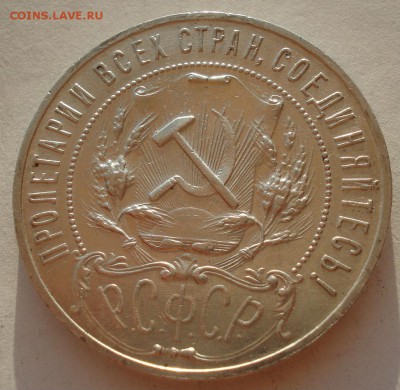 COINS.LAVE.RU
ПРОЛЕТАРИИ ВСЕХ СТРАН, СОЕДИНЯЙТЕСЬ!
Р.С.Ф.С.Р.